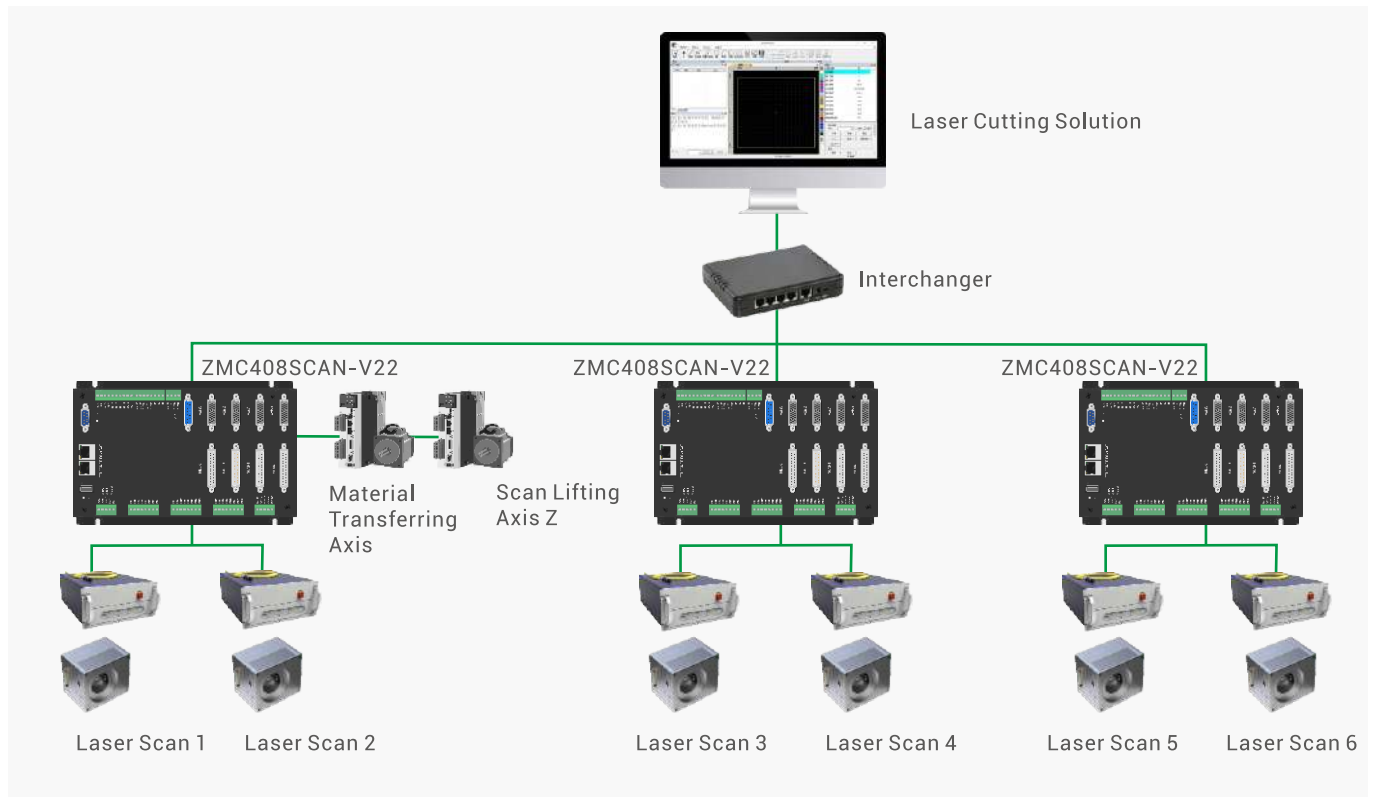 Laser Cutting Solution
Interchanger
ZMC408SCAN-V22
ZMC408SCAN-V22
ZMC408SCAN-V22
Material
Transferring
Axis
Scan Lifting
Axis Z
Laser Scan 1
Laser Scan 2
Laser Scan 3
Laser Scan 4
Laser Scan 5
Laser Scan 6